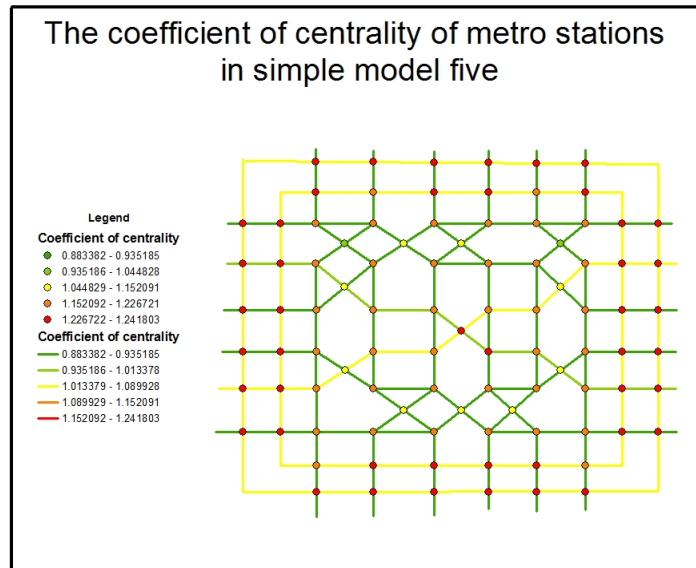 The coefficient of centrality of metro stations
in simple model five
Legend
Coefficient of centrality
0.883382 - 0.935185
0.935186 - 1.044828
1.044829 - 1.152091
1.152092 - 1.226721
1.226722 - 1.241803
Coefficient of centrality
0.883382 - 0.935185
0.935186 - 1.013378
1.013379 - 1.089928
1.089929 - 1.152091
1.152092 - 1.241803